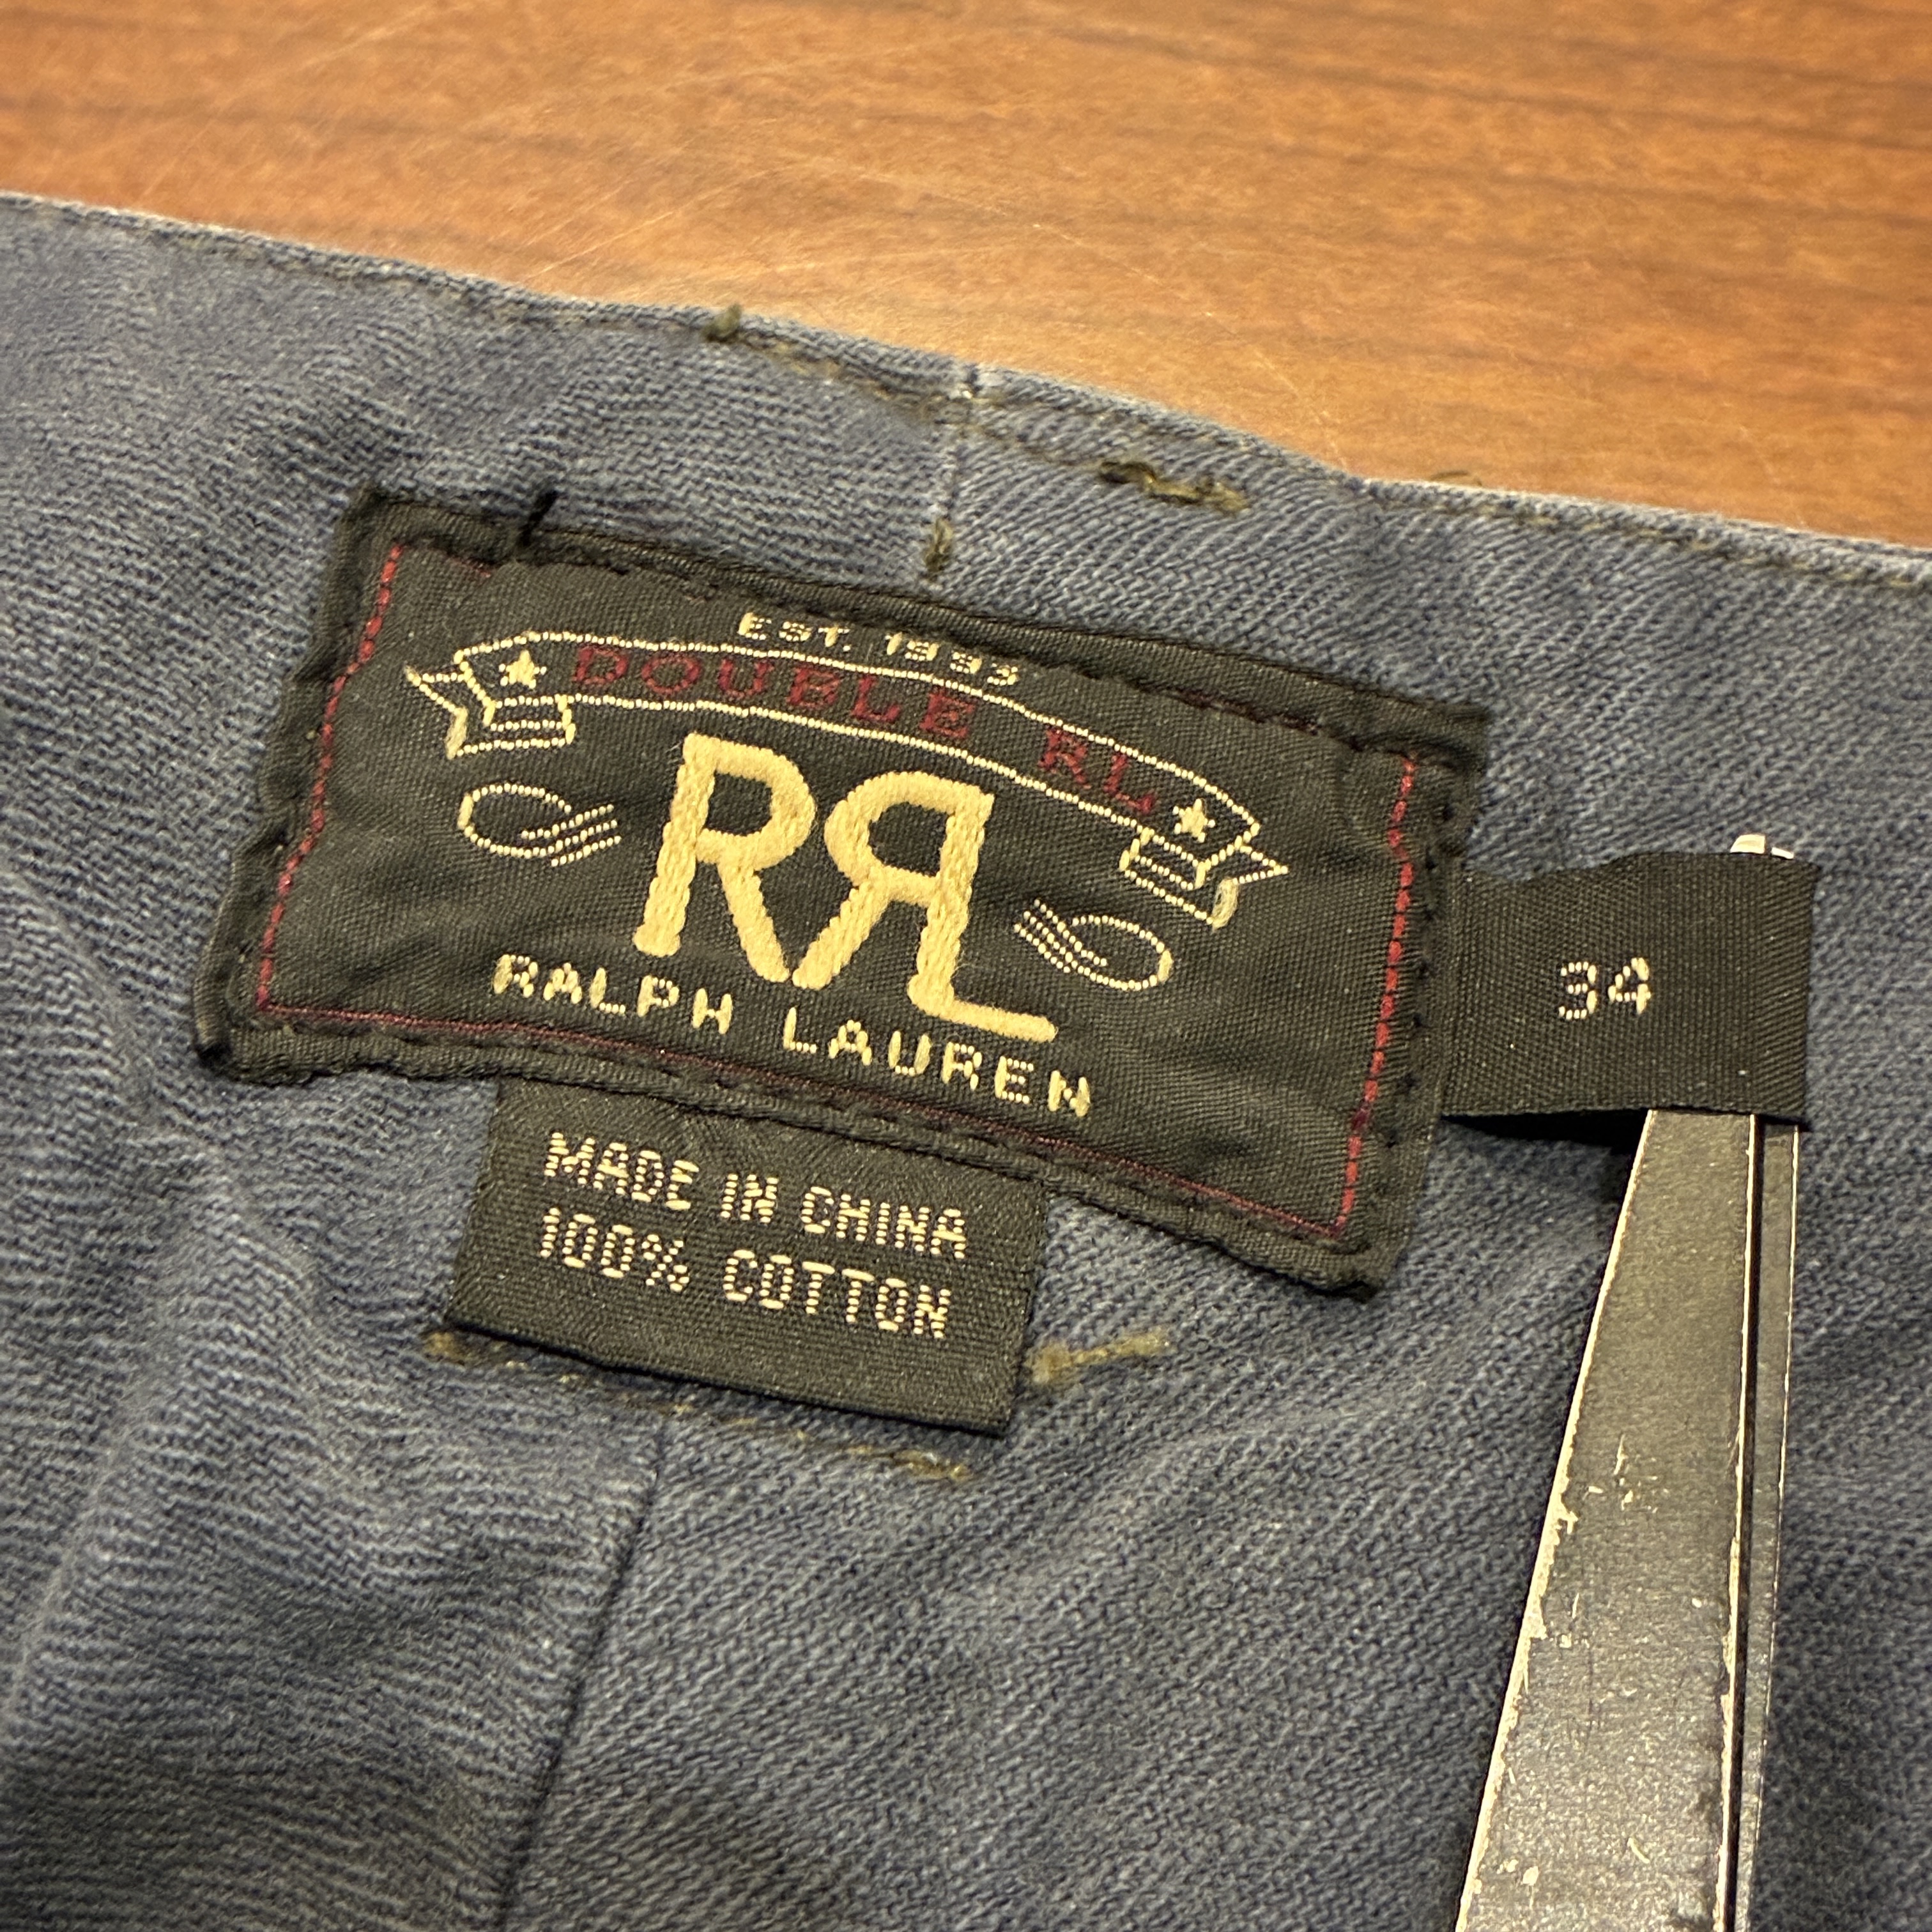 EST. 1993
DOUBLE RL
RRL
RALPH LAUREN
34
MADE IN CHINA
100% COTTON